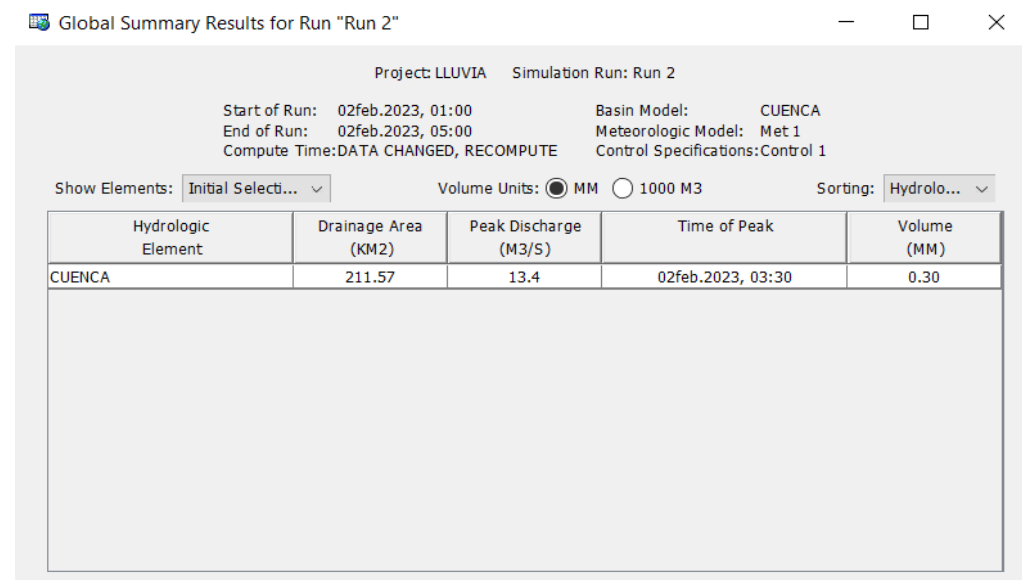 Global Summary Results for Run "Run 2"
Project: LLUVIA Simulation Run: Run 2
Start of Run: 02feb.2023, 01:00 Basin Model: CUENCA
End of Run: 02feb.2023, 05:00 Meteorologic Model: Met 1
Compute Time:DATA CHANGED, RECOMPUTE Control Specifications:Control 1
Show Elements: Initial Selecti... Volume Units: MM 1000 M3 Sorting: Hydrolo...
Hydrologic Drainage Area Peak Discharge Time of Peak Volume
Element (KM2) (M3/S) (MM)
CUENCA 211.57 13.4 02feb.2023, 03:30 0.30